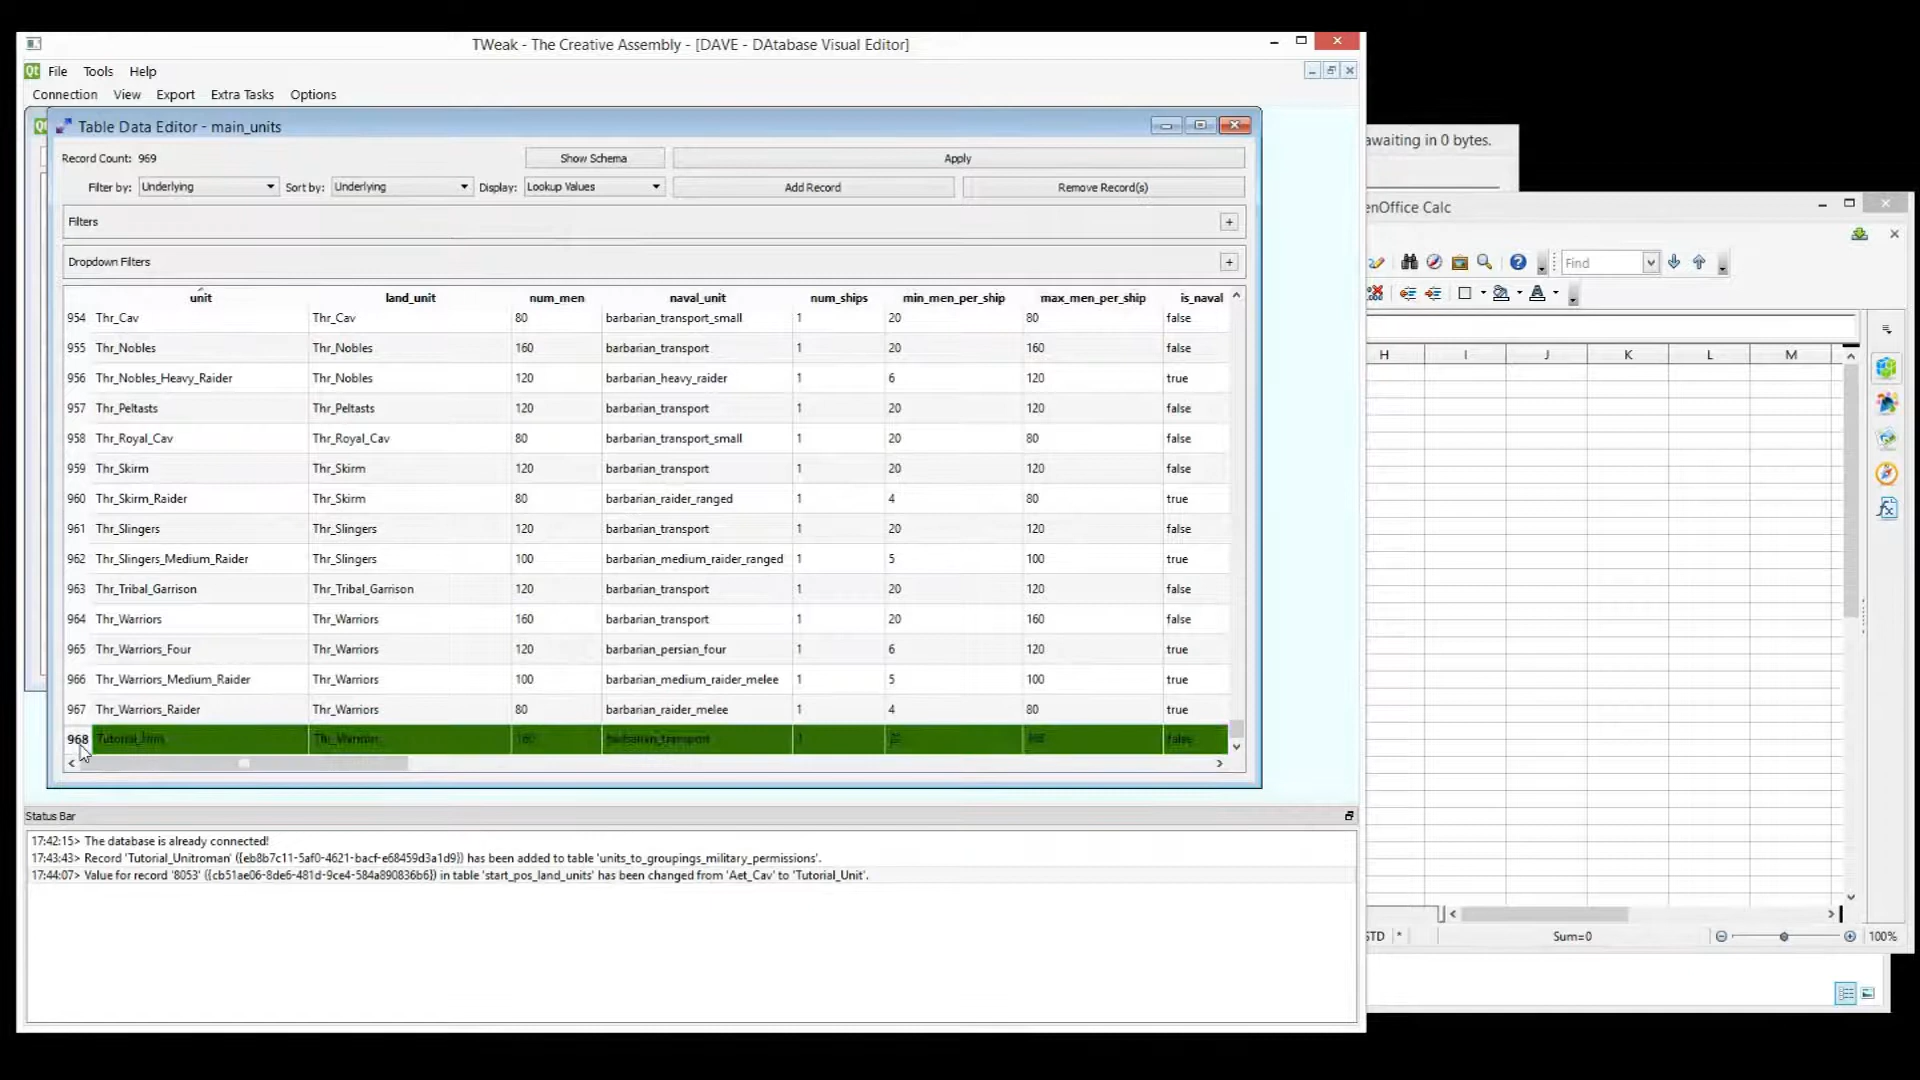 TWeak - The Creative Assembly - [DAVE - DAtabase Visual Editor]
File Tools Help
Connection View Export Extra Tasks Options
Table Data Editor - main_units
Record Count: 969 Show Schema Apply
Filter by: Underlying Sort by: Underlying Display: Lookup Values Add Record Remove Record(s)
Filters
Dropdown Filters
unit land_unit num_men naval_unit num_ships min_men_per_ship max_men_per_ship is_naval
954 Thr_Cav Thr_Cav 80 barbarian_transport_small 1 20 80 false
955 Thr_Nobles Thr_Nobles 160 barbarian_transport 1 20 160 false
956 Thr_Nobles_Heavy_Raider Thr_Nobles 120 barbarian_heavy_raider 1 6 120 true
957 Thr_Peltasts Thr_Peltasts 120 barbarian_transport 1 20 120 false
958 Thr_Royal_Cav Thr_Royal_Cav 80 barbarian_transport_small 1 20 80 false
959 Thr_Skirm Thr_Skirm 120 barbarian_transport 1 20 120 false
960 Thr_Skirm_Raider Thr_Skirm 80 barbarian_raider_ranged 1 4 80 true
961 Thr_Slingers Thr_Slingers 120 barbarian_transport 1 20 120 false
962 Thr_Slingers_Medium_Raider Thr_Slingers 100 barbarian_medium_raider_ranged 1 5 100 true
963 Thr_Tribal_Garrison Thr_Tribal_Garrison 120 barbarian_transport 1 20 120 false
964 Thr_Warriors Thr_Warriors 160 barbarian_transport 1 20 160 false
965 Thr_Warriors_Four Thr_Warriors 120 barbarian_persian_four 1 6 120 true
966 Thr_Warriors_Medium_Raider Thr_Warriors 100 barbarian_medium_raider_melee 1 5 100 true
967 Thr_Warriors_Raider Thr_Warriors 80 barbarian_raider_melee 1 4 80 true
968 Thr_Warriors 160 barbarian_transport 1 false
Status Bar
17:42:15> The database is already connected!
17:43:43> Record 'Tutorial_Unitroman' ({eb8b7c11-5af0-4621-bacf-e68459d3a1d9}) has been added to table 'units_to_groupings_military_permissions'.
17:44:07> Value for record '8053' ({cb51ae06-8de6-481d-9ce4-584a890836b6}) in table 'start_pos_land_units' has been changed from 'Aet_Cav' to 'Tutorial_Unit'.
awaiting in 0 bytes.
enOffice Calc
Find
H I J K L M
STD * Sum=0 100%